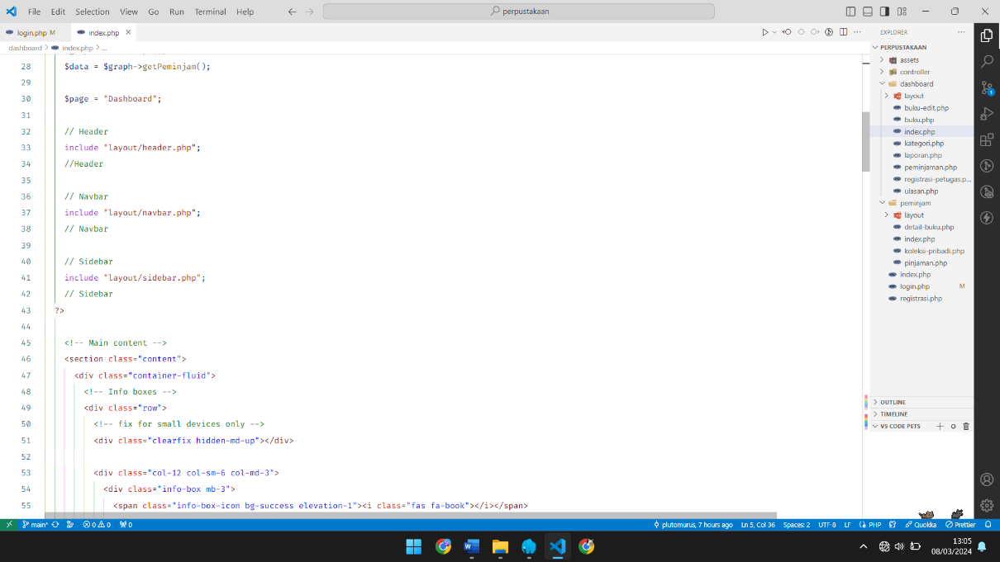 File Edit Selection View Go Run Terminal Help
perpustakaan
login.php M
index.php
dashboard > index.php > ...
28 $data = $graph->getPeminjam();
29
30 $page = "Dashboard";
31
32 // Header
33 include "layout/header.php";
34 //Header
35
36 // Navbar
37 include "layout/navbar.php";
38 // Navbar
39
40 // Sidebar
41 include "layout/sidebar.php";
42 // Sidebar
43 ?>
44
45 <!-- Main content -->
46 <section class="content">
47 <div class="container-fluid">
48 <!-- Info boxes -->
49 <div class="row">
50 <!-- fix for small devices only -->
51 <div class="clearfix hidden-md-up"></div>
52
53 <div class="col-12 col-sm-6 col-md-3">
54 <div class="info-box mb-3">
55 <span class="info-box-icon bg-success elevation-1"><i class="fas fa-book"></i></span>
EXPLORER
PERPUSTAKAAN
assets
controller
dashboard
layout
buku-edit.php
buku.php
index.php
kategori.php
laporan.php
peminjaman.php
registrasi-petugas.p...
ulasan.php
peminjam
layout
detail-buku.php
index.php
koleksi-pribadi.php
pinjaman.php
index.php
login.php M
registrasi.php
OUTLINE
TIMELINE
VS CODE PETS
1
main* 0 0 0
plutomurus, 7 hours ago Ln 5, Col 36 Spaces: 2 UTF-8 LF PHP Quokka Prettier
13:05
08/03/2024